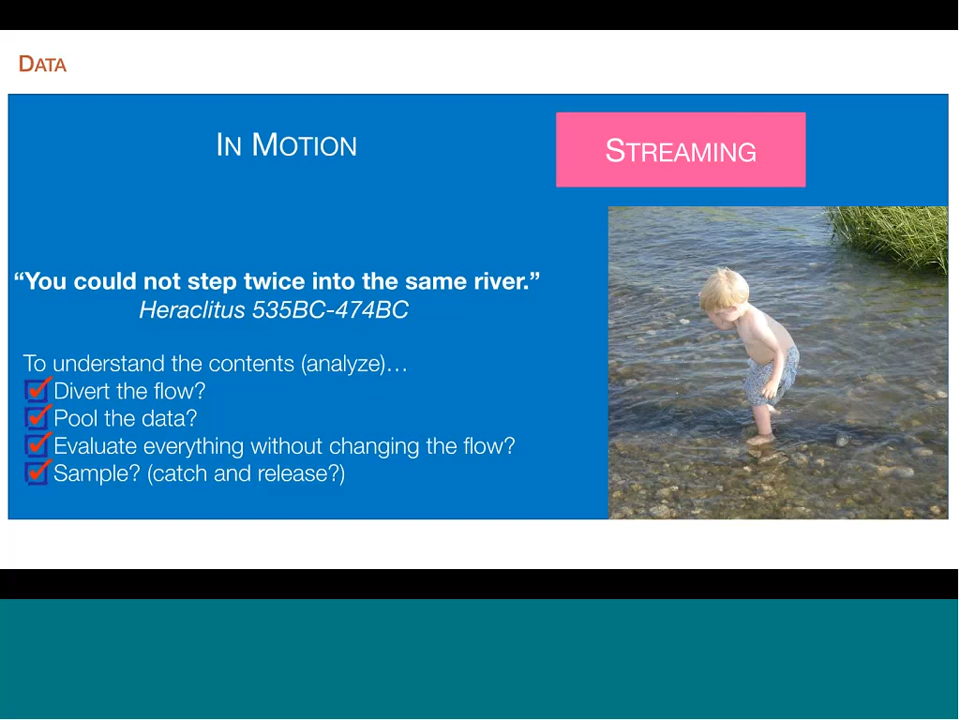 DATA
IN MOTION
STREAMING
“You could not step twice into the same river.”
Heraclitus 535BC-474BC
To understand the contents (analyze)…
Divert the flow?
Pool the data?
Evaluate everything without changing the flow?
Sample? (catch and release?)